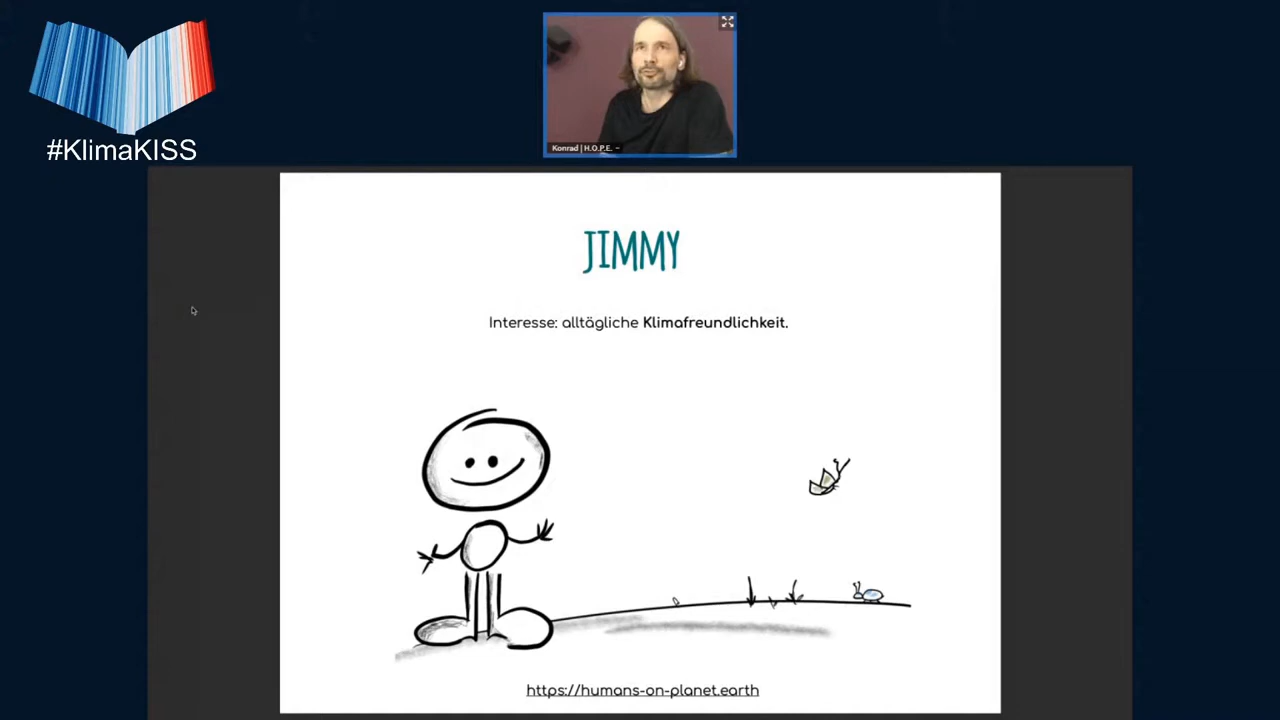 #KlimaKISS
Konrad | H.O.P.E. –
JIMMY
Interesse: alltägliche Klimafreundlichkeit.
https://humans-on-planet.earth